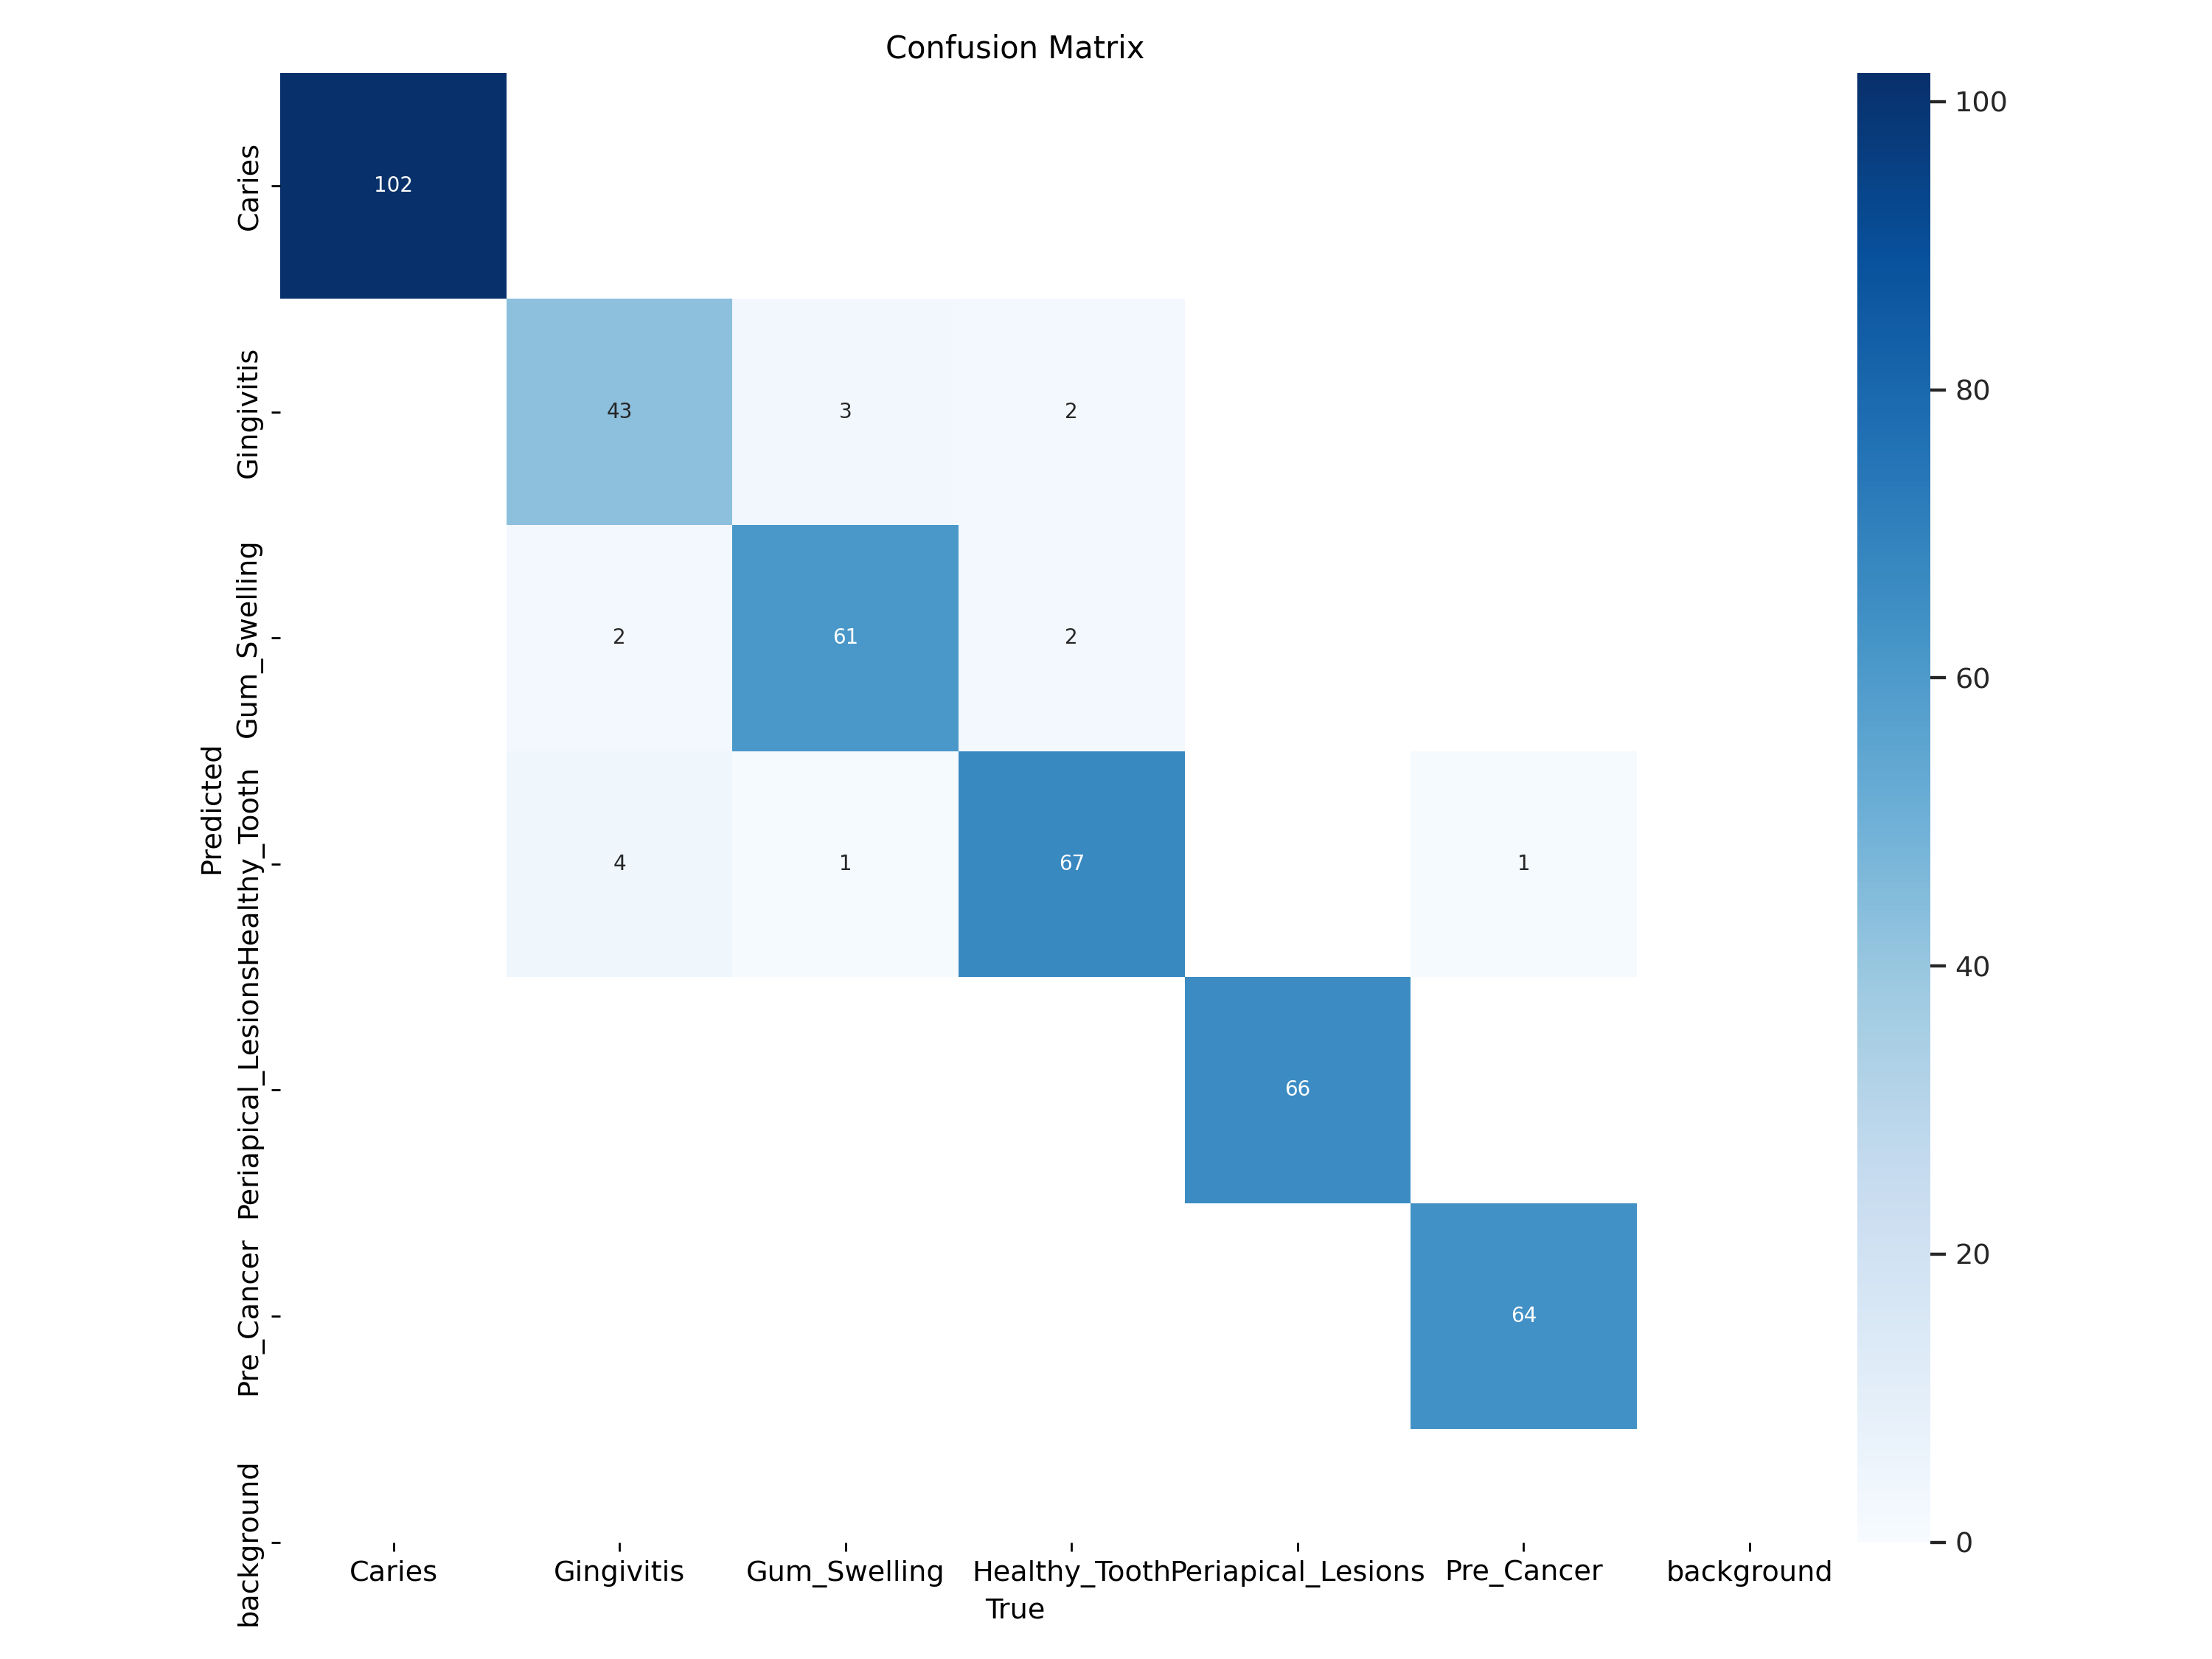 Confusion Matrix
Caries
102
Gingivitis
43 3 2
Gum_Swelling
2 61 2
Healthy_Tooth
4 1 67 1
Periapical_Lesions
66
Pre_Cancer
64
background
Predicted
Caries Gingivitis Gum_Swelling Healthy_Tooth Periapical_Lesions Pre_Cancer background
True
100
80
60
40
20
0